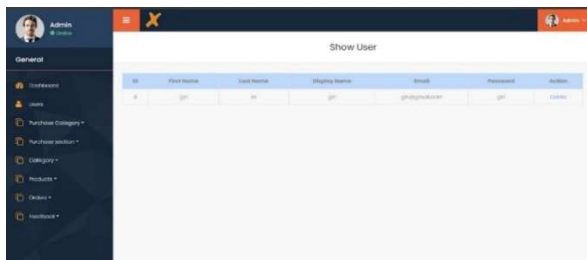 Admin
Online
Admin
General
Show User
Dashboard
Users
Purchase Category
Purchase section
Category
Products
Orders
Feedback
Id First Name Last Name Display Name Email Password Action
Delete